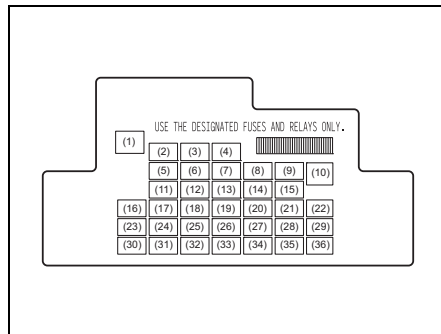 USE THE DESIGNATED FUSES AND RELAYS ONLY.
(1)
(2) (3) (4)
(5) (6) (7) (8) (9) (10)
(11) (12) (13) (14) (15)
(16) (17) (18) (19) (20) (21) (22)
(23) (24) (25) (26) (27) (28) (29)
(30) (31) (32) (33) (34) (35) (36)